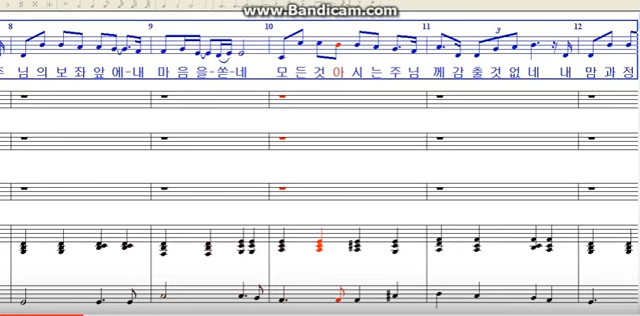 www.Bandicam.com
8 9 10 11 12
3
님의보좌앞예-내 마음을-쏟-네 모든것아시는주님 께감출것없네 내 맘과정